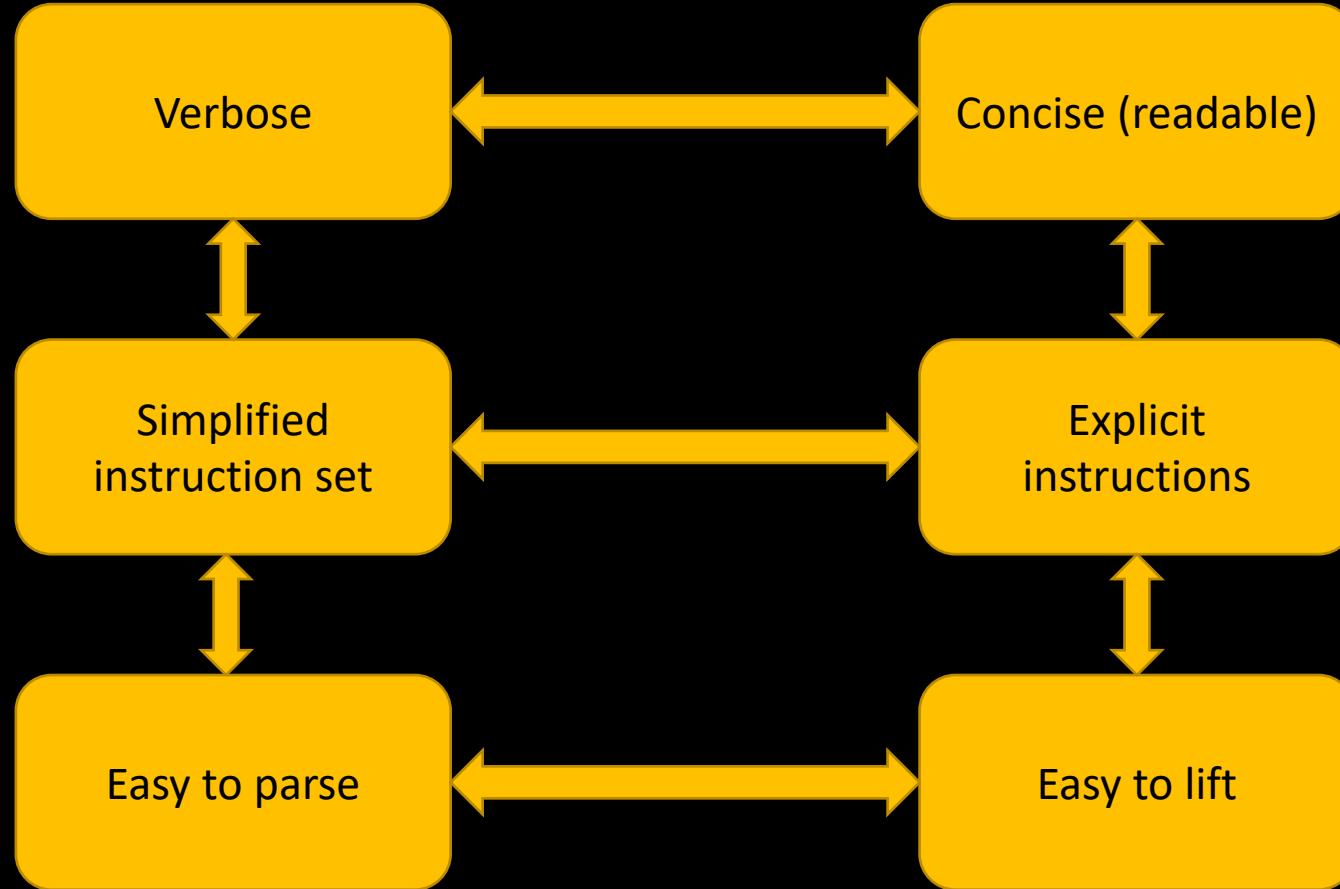 Verbose
Concise (readable)
Simplified
instruction set
Explicit
instructions
Easy to parse
Easy to lift